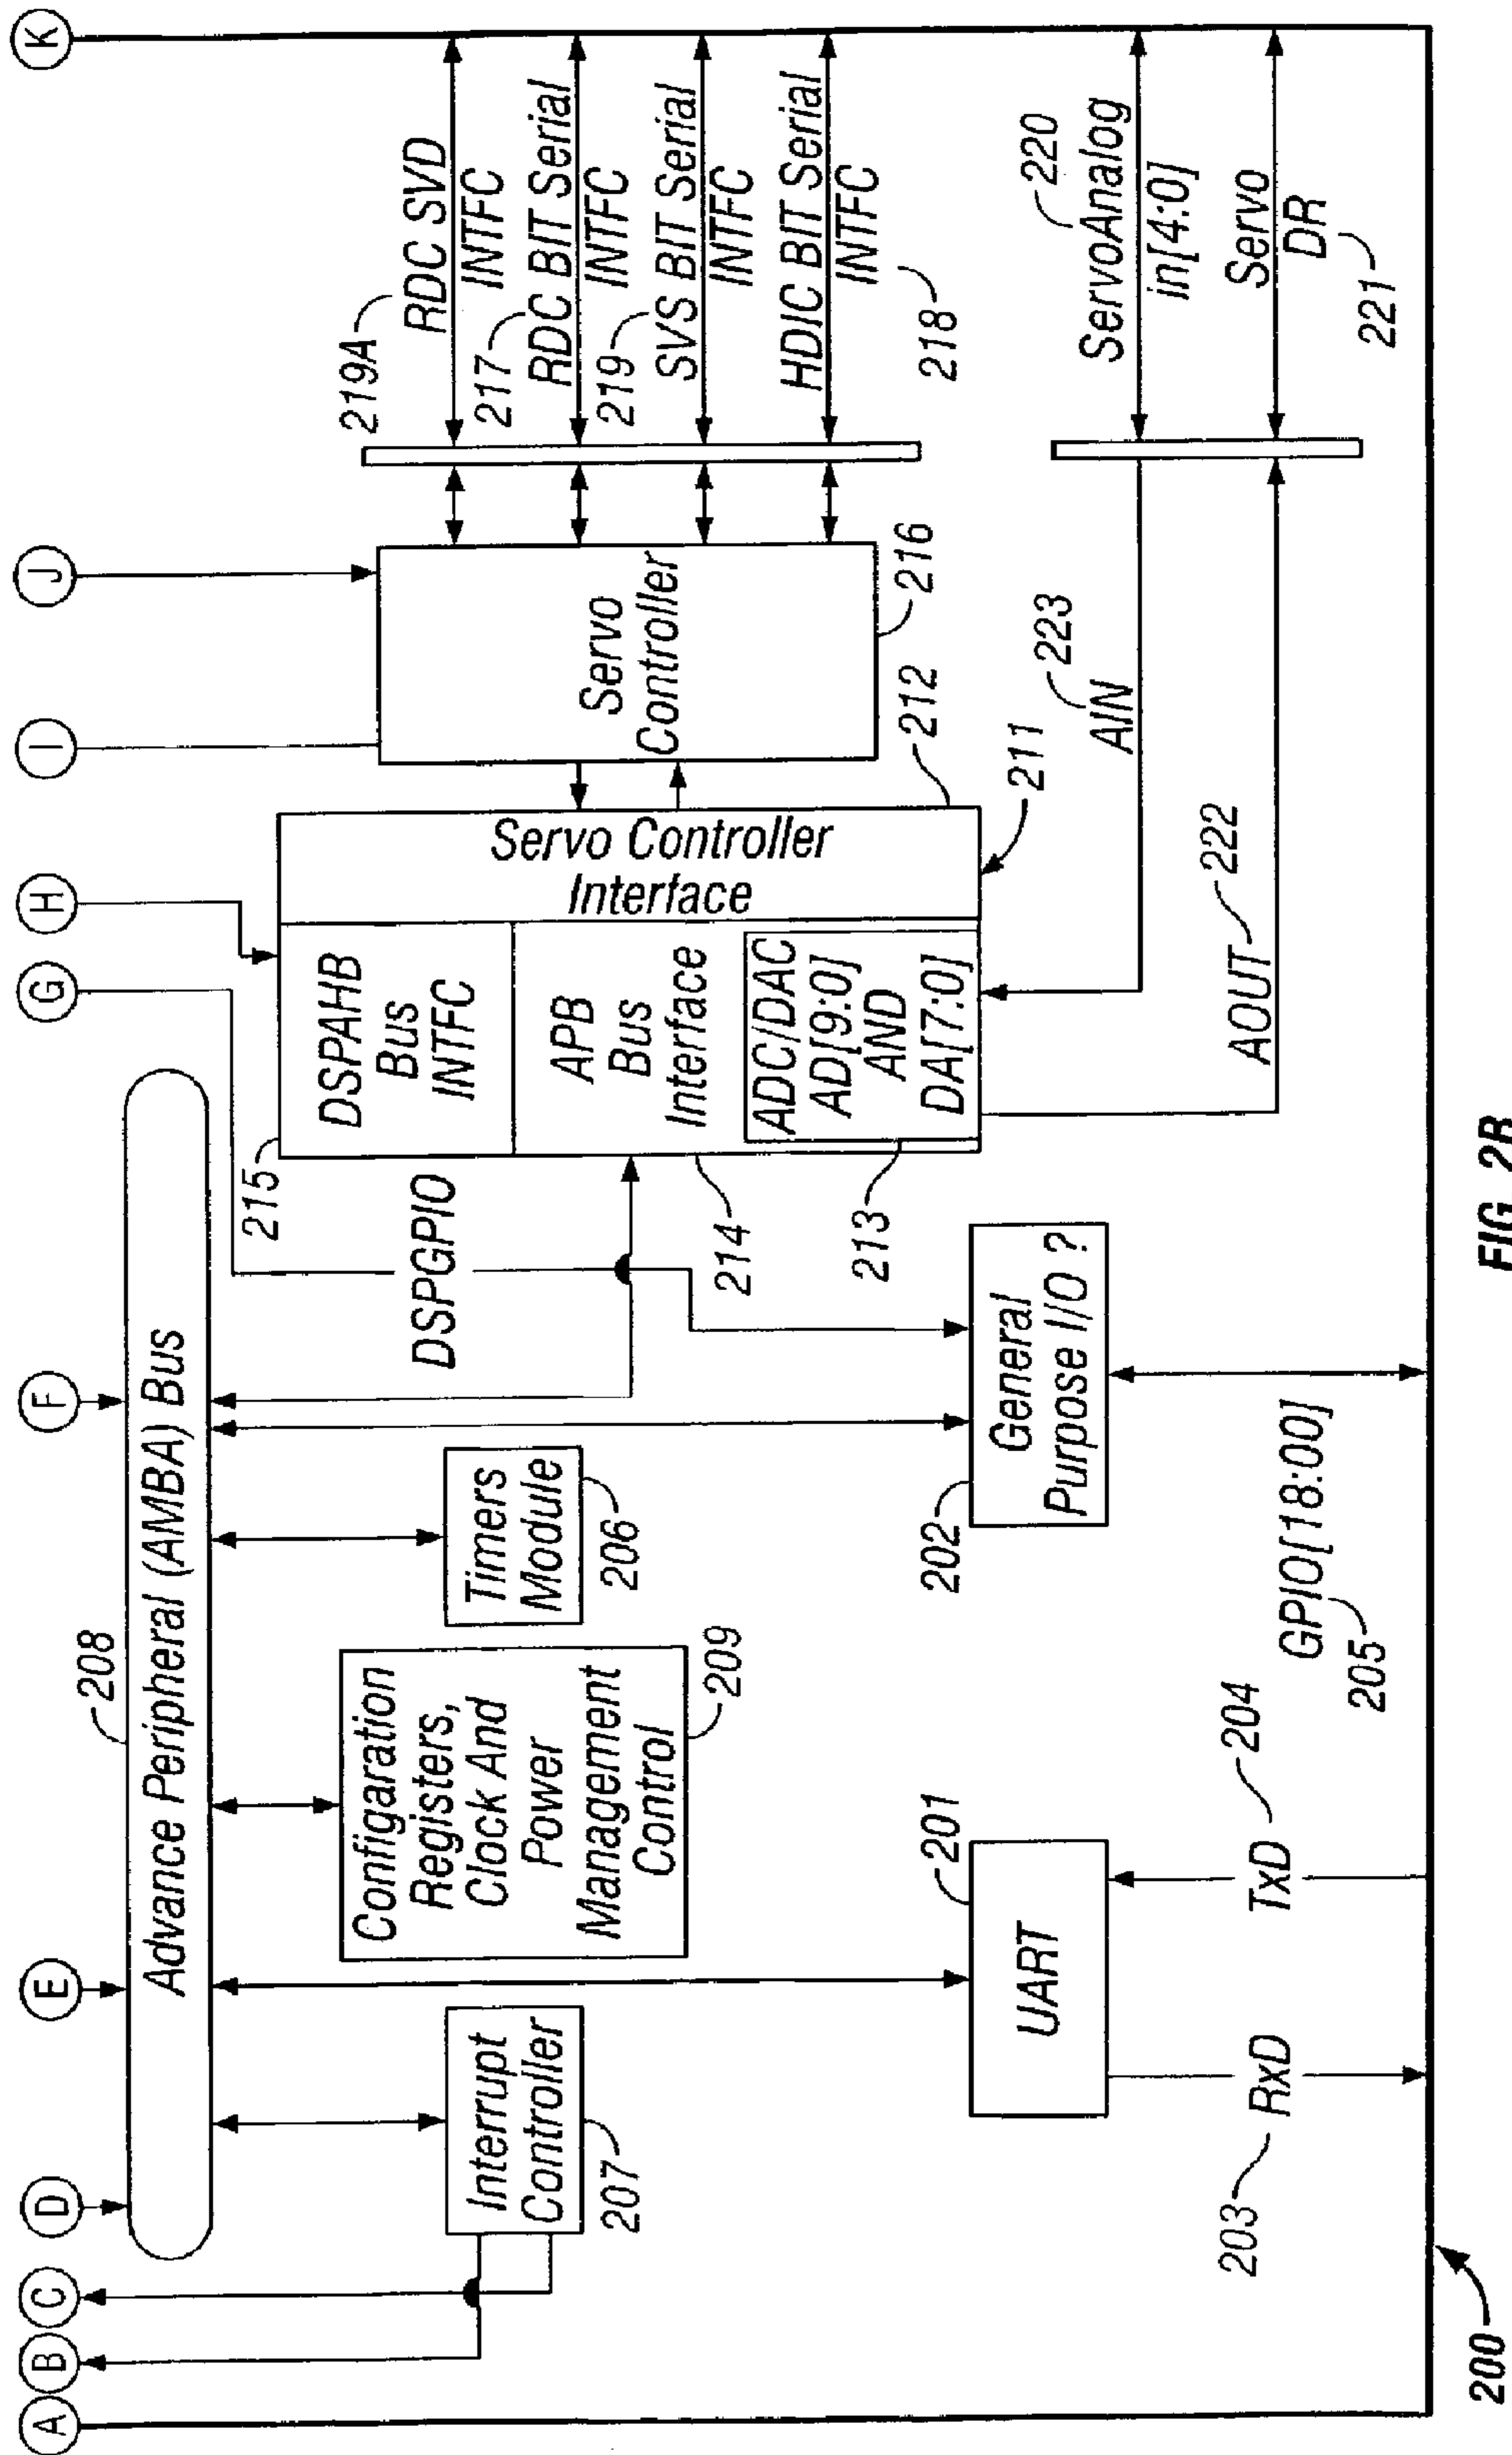 A
B
C
D
E
F
G
H
I
J
K
208
Advance Peripheral (AMBA) Bus
Interrupt
Controller
207
Configaration
Registers,
Clock And
Power
Management
Control
209
Timers
Module
206
DSPGPIO
215
DSPAHB
Bus
INTFC
APB
Bus
Interface
214
ADC/DAC
AD[9:0]
AND
DA[7:0]
213
Servo Controller
Interface
212
211
Servo
Controller
216
219A
RDC SVD
INTFC
217
RDC BIT Serial
INTFC
219
SVS BIT Serial
INTFC
HDIC BIT Serial
INTFC
218
220
ServoAnalog
in[4:0]
Servo
DR
221
AIN
223
AOUT
222
UART
201
203
RxD
TxD
204
General
Purpose I/O ?
202
GPIO[18:00]
205
200
FIG. 2B